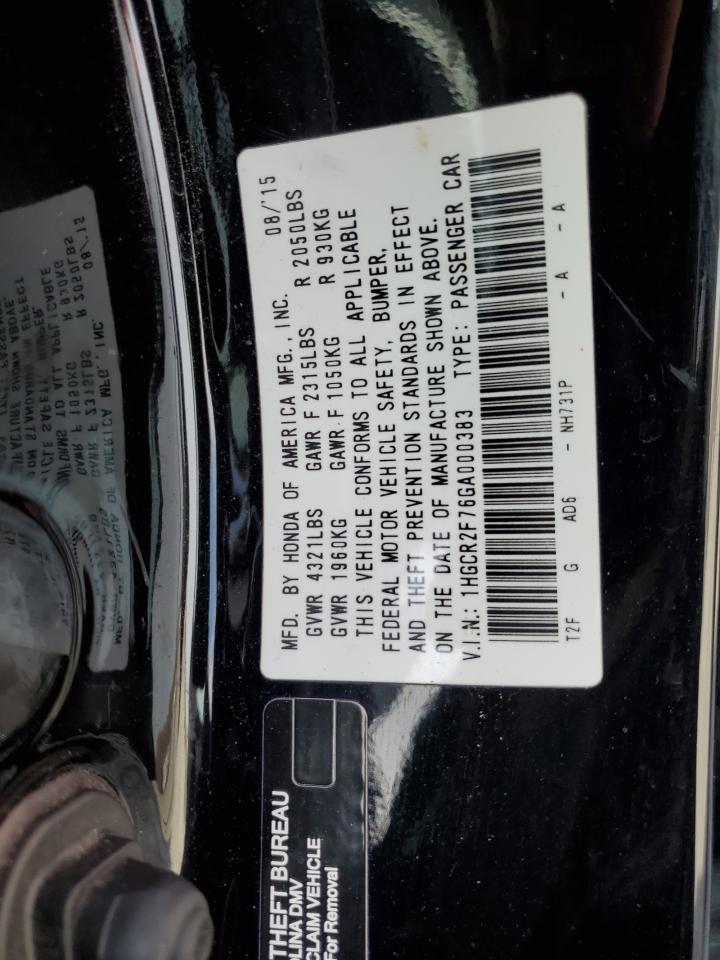 MFD. BY HONDA OF AMERICA MFG., INC. 08/'15
GVWR 4321LBS GAWR F 2315LBS R 2050LBS
GVWR 1960KG GAWR F 1050KG R 930KG
THIS VEHICLE CONFORMS TO ALL APPLICABLE
FEDERAL MOTOR VEHICLE SAFETY, BUMPER,
AND THEFT PREVENTION STANDARDS IN EFFECT
ON THE DATE OF MANUFACTURE SHOWN ABOVE.
V.I.N.: 1HGCR2F76GA000383 TYPE: PASSENGER CAR
T2F G AD6 - NH731P - A - A
THEFT BUREAU
DMV
CLAIM VEHICLE
For Removal